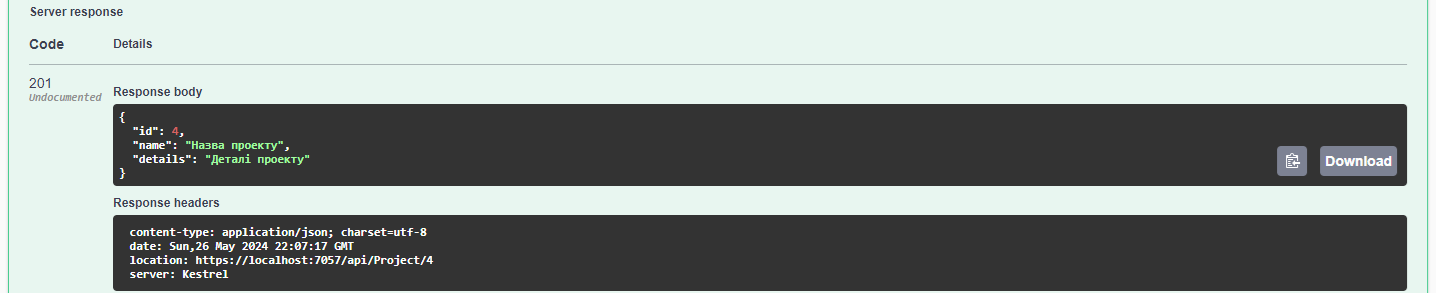 Server response
Code Details
201
Undocumented
Response body
{
  "id": 4,
  "name": "Назва проекту",
  "details": "Деталі проекту"
}
Download
Response headers
content-type: application/json; charset=utf-8
date: Sun,26 May 2024 22:07:17 GMT
location: https://localhost:7057/api/Project/4
server: Kestrel